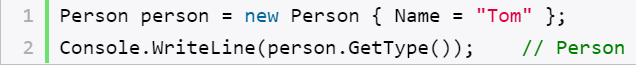 1 Person person = new Person { Name = "Tom" };
2 Console.WriteLine(person.GetType());    // Person